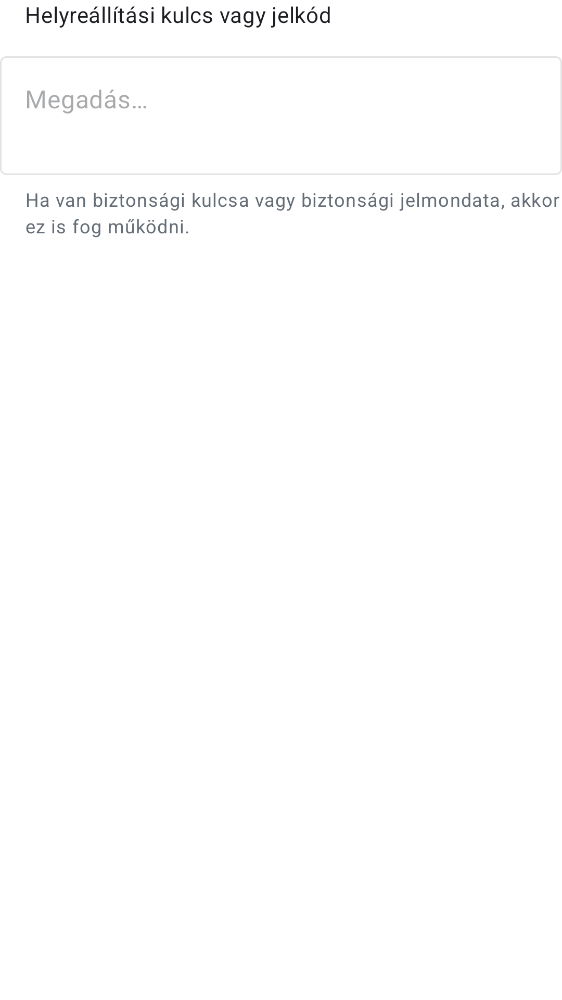 Helyreállítási kulcs vagy jelkód
Megadás…
Ha van biztonsági kulcsa vagy biztonsági jelmondata, akkor
ez is fog működni.